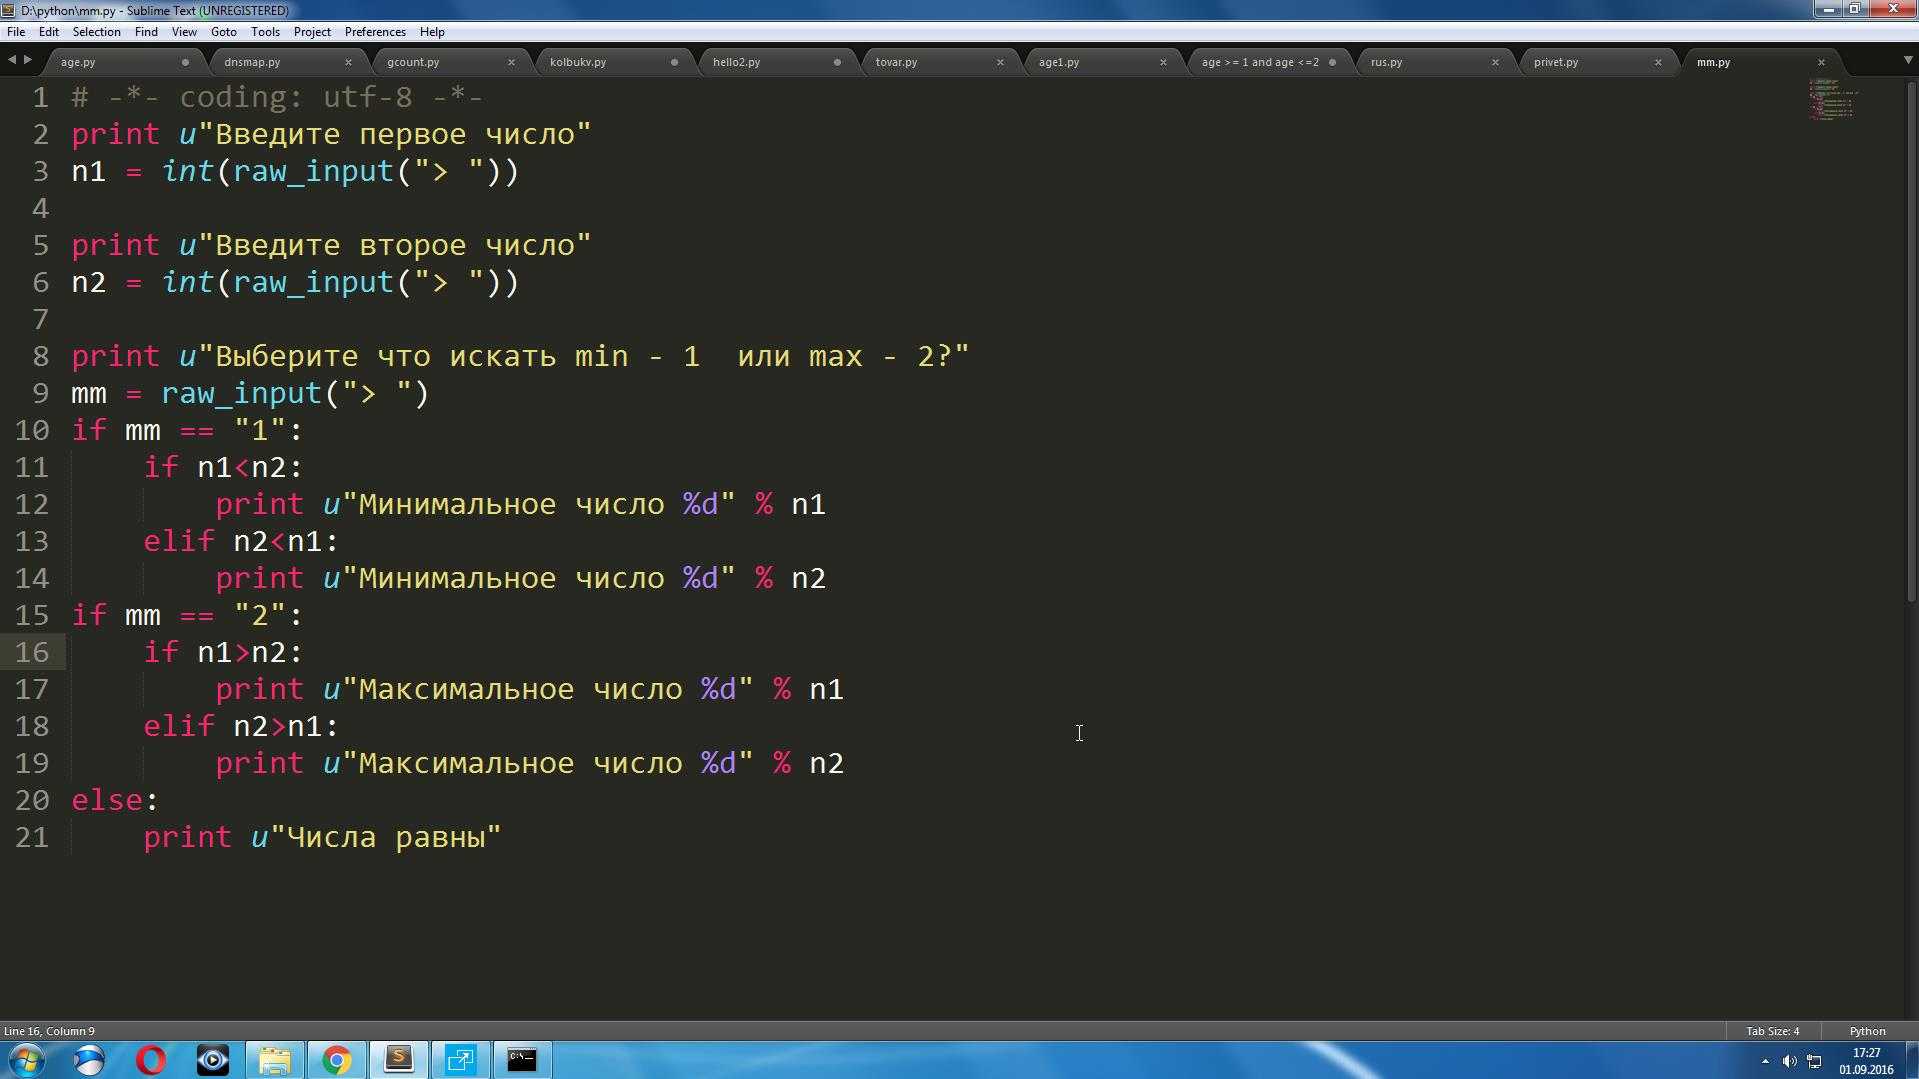 D:\python\mm.py - Sublime Text (UNREGISTERED)
File Edit Selection Find View Goto Tools Project Preferences Help
age.py dnsmap.py gcount.py kolbukv.py hello2.py tovar.py age1.py age >= 1 and age <=2 rus.py privet.py mm.py
1 # -*- coding: utf-8 -*-
2 print u"Введите первое число"
3 n1 = int(raw_input("> "))
4
5 print u"Введите второе число"
6 n2 = int(raw_input("> "))
7
8 print u"Выберите что искать min - 1  или max - 2?"
9 mm = raw_input("> ")
10 if mm == "1":
11     if n1<n2:
12         print u"Минимальное число %d" % n1
13     elif n2<n1:
14         print u"Минимальное число %d" % n2
15 if mm == "2":
16     if n1>n2:
17         print u"Максимальное число %d" % n1
18     elif n2>n1:
19         print u"Максимальное число %d" % n2
20 else:
21     print u"Числа равны"
Line 16, Column 9 Tab Size: 4 Python
17:27
01.09.2016